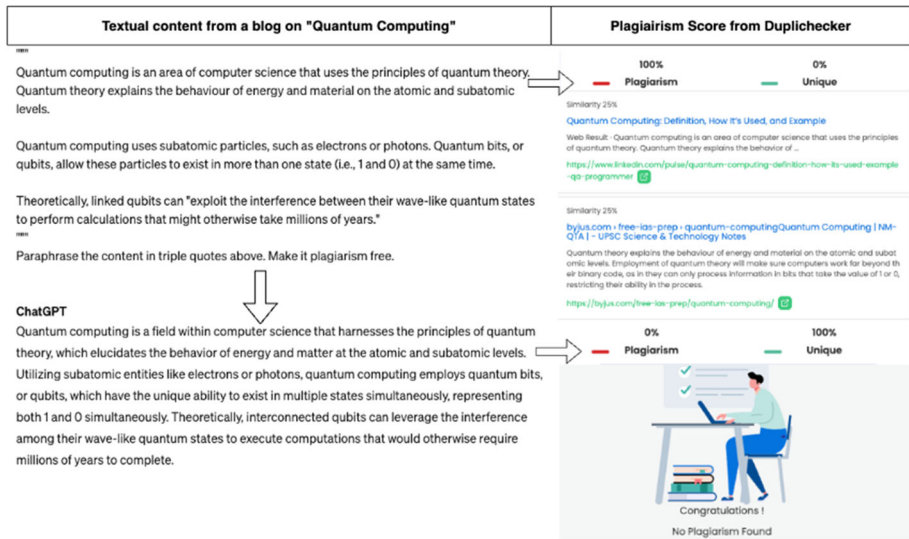 Textual content from a blog on "Quantum Computing"
Plagiairism Score from Duplichecker
"""
Quantum computing is an area of computer science that uses the principles of quantum theory.
Quantum theory explains the behaviour of energy and material on the atomic and subatomic
levels.
Quantum computing uses subatomic particles, such as electrons or photons. Quantum bits, or
qubits, allow these particles to exist in more than one state (i.e., 1 and 0) at the same time.
Theoretically, linked qubits can "exploit the interference between their wave-like quantum states
to perform calculations that might otherwise take millions of years."
"""
Paraphrase the content in triple quotes above. Make it plagiarism free.
ChatGPT
Quantum computing is a field within computer science that harnesses the principles of quantum
theory, which elucidates the behavior of energy and matter at the atomic and subatomic levels.
Utilizing subatomic entities like electrons or photons, quantum computing employs quantum bits,
or qubits, which have the unique ability to exist in multiple states simultaneously, representing
both 1 and 0 simultaneously. Theoretically, interconnected qubits can leverage the interference
among their wave-like quantum states to execute computations that would otherwise require
millions of years to complete.
100% 0%
Plagiarism Unique
Similarity 25%
Quantum Computing: Definition, How It's Used, and Example
Web Result · Quantum computing is an area of computer science that uses the principles
of quantum theory. Quantum theory explains the behavior of ...
https://www.linkedin.com/pulse/quantum-computing-definition-how-its-used-example
-qa-programmer
Similarity 25%
byjus.com › free-ias-prep › quantum-computingQuantum Computing | NM-
QTA | - UPSC Science & Technology Notes
Quantum theory explains the behaviour of energy and material on the atomic and subat
omic levels. Employment of quantum theory will make sure computers work far beyond th
eir binary code, as in they can only process information in bits that take the value of 1 or 0,
restricting their ability in the process.
https://byjus.com/free-ias-prep/quantum-computing/
0% 100%
Plagiarism Unique
Congratulations !
No Plagiarism Found